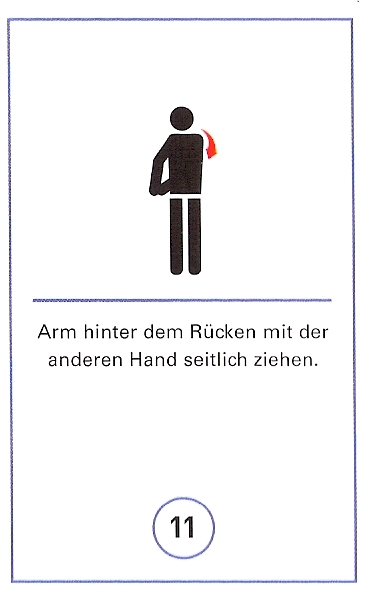 Arm hinter dem Rücken mit der
anderen Hand seitlich ziehen.
11